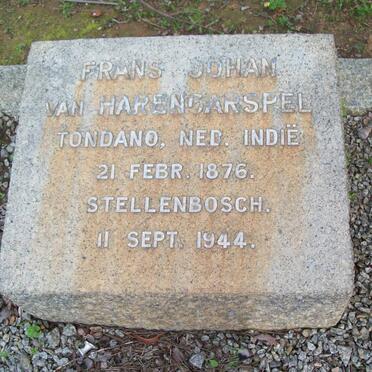 FRANS JOHAN
VAN HARENCARSPEL
TONDANO, NED. INDIË
21 FEBR. 1876.
STELLENBOSCH.
11 SEPT. 1944.